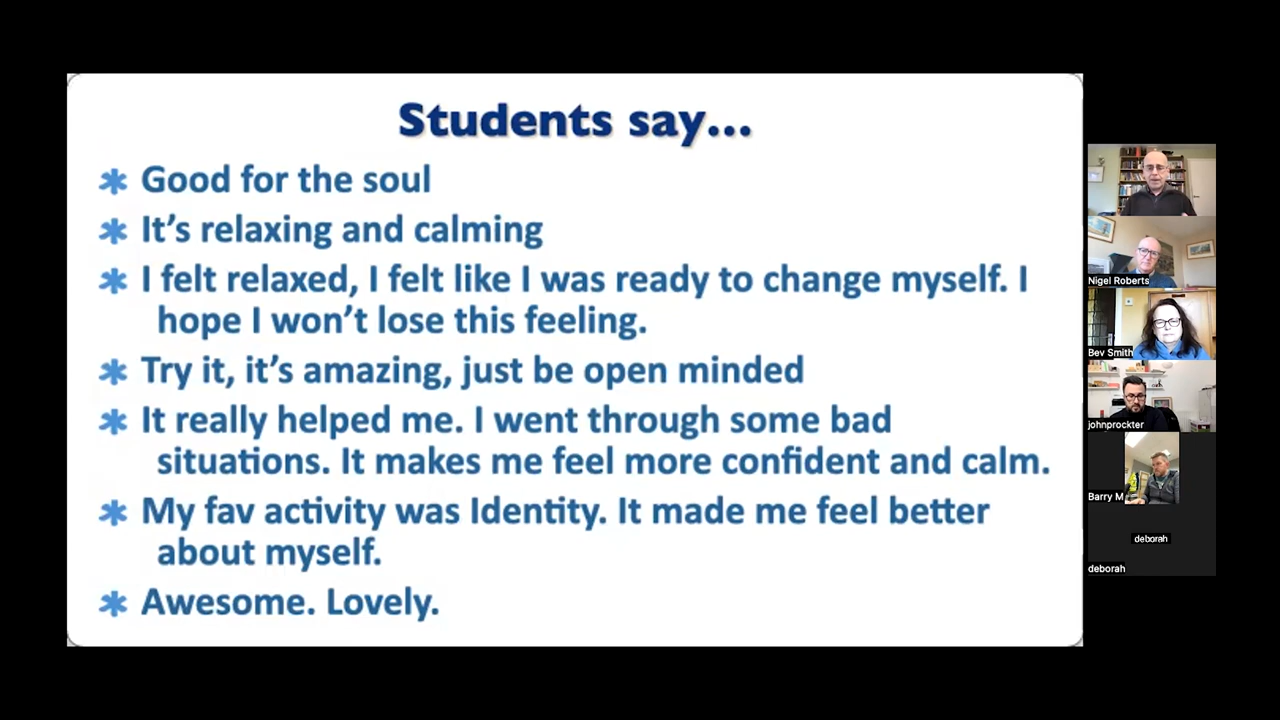 Students say...
* Good for the soul
* It's relaxing and calming
* I felt relaxed, I felt like I was ready to change myself. I
hope I won't lose this feeling.
* Try it, it's amazing, just be open minded
* It really helped me. I went through some bad
situations. It makes me feel more confident and calm.
* My fav activity was Identity. It made me feel better
about myself.
* Awesome. Lovely.
Nigel Roberts
Bev Smith
johnprockter
Barry M
deborah
deborah